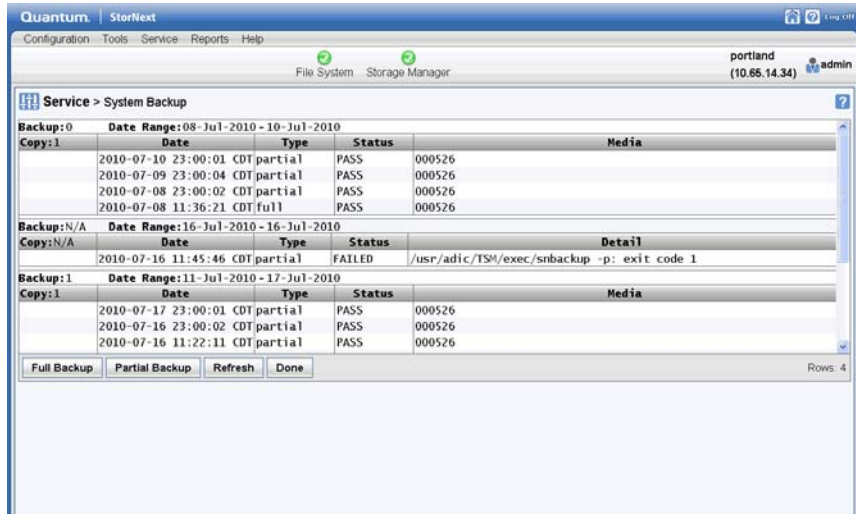 Quantum. StorNext
Log Off
Configuration Tools Service Reports Help
File System Storage Manager
portland
(10.65.14.34)
admin
Service > System Backup
Backup:0 Date Range:08-Jul-2010 - 10-Jul-2010
Copy:1 Date Type Status Media
2010-07-10 23:00:01 CDT partial PASS 000526
2010-07-09 23:00:04 CDT partial PASS 000526
2010-07-08 23:00:02 CDT partial PASS 000526
2010-07-08 11:36:21 CDT full PASS 000526
Backup:N/A Date Range:16-Jul-2010 - 16-Jul-2010
Copy:N/A Date Type Status Detail
2010-07-16 11:45:46 CDT partial FAILED /usr/adic/TSM/exec/snbackup -p: exit code 1
Backup:1 Date Range:11-Jul-2010 - 17-Jul-2010
Copy:1 Date Type Status Media
2010-07-17 23:00:01 CDT partial PASS 000526
2010-07-16 23:00:02 CDT partial PASS 000526
2010-07-16 11:22:11 CDT partial PASS 000526
Full Backup Partial Backup Refresh Done Rows: 4